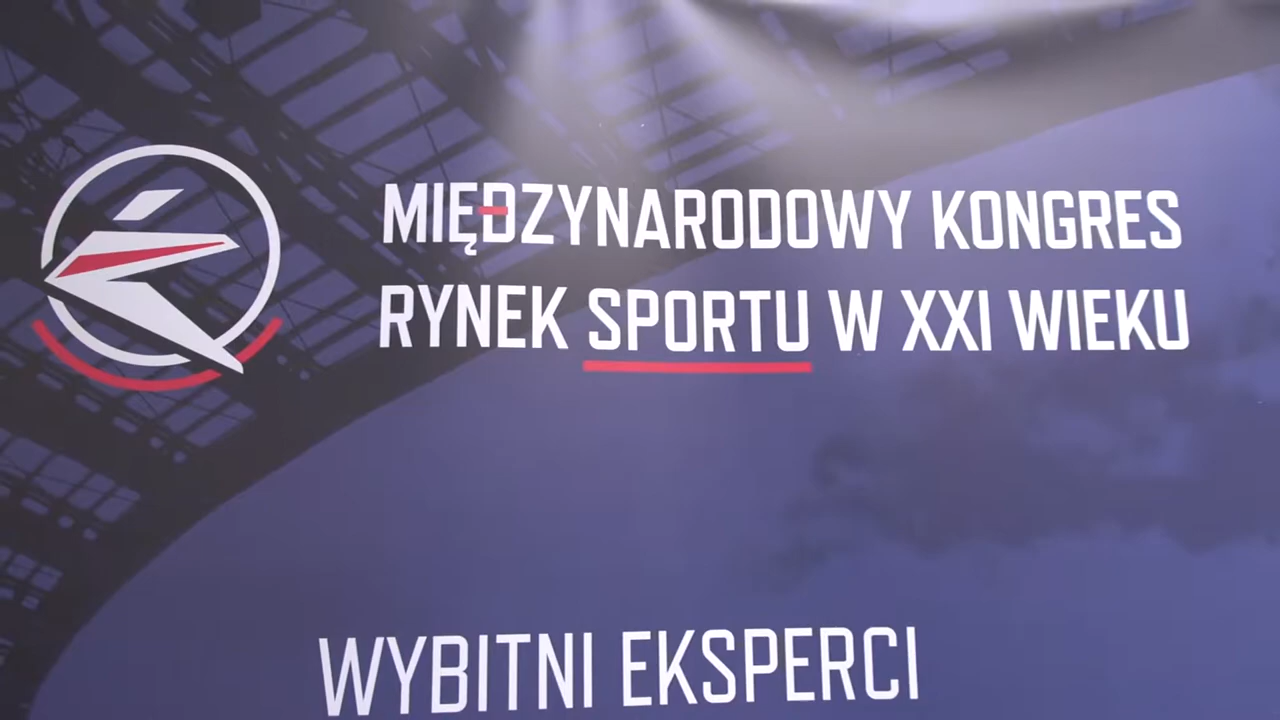 MIĘDZYNARODOWY KONGRES
RYNEK SPORTU W XXI WIEKU
WYBITNI EKSPERCI